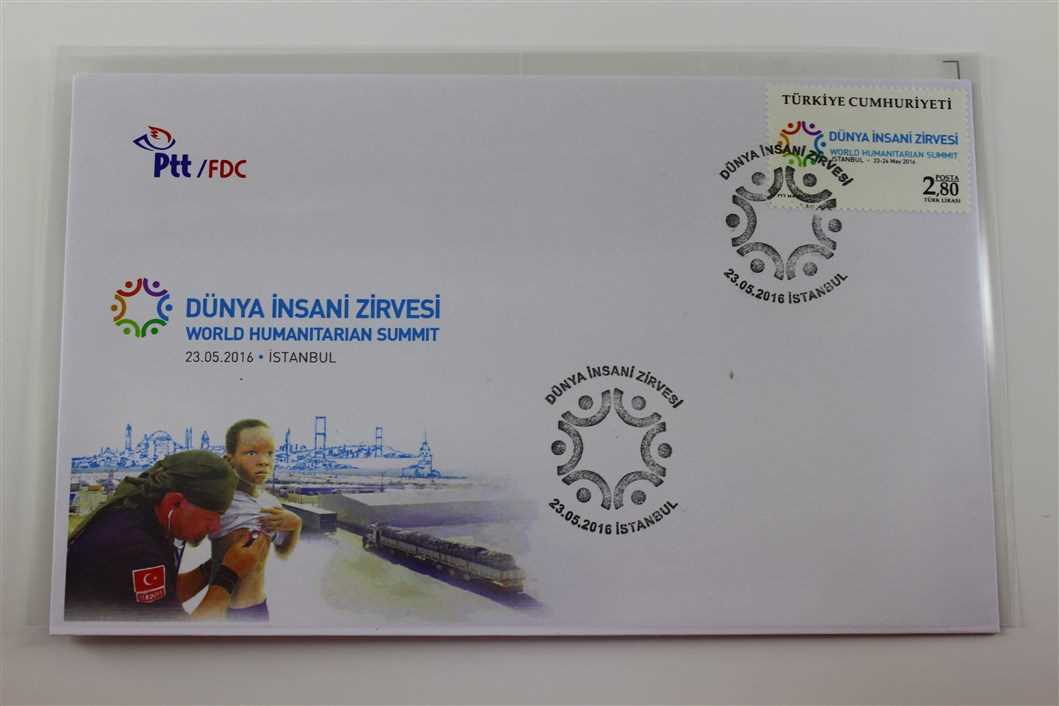 Ptt /FDC
TÜRKİYE CUMHURİYETİ
DÜNYA İNSANİ ZİRVESİ
WORLD HUMANITARIAN SUMMIT
İSTANBUL - 23-24 May 2016
POSTA
2,80
TÜRK LİRASI
DÜNYA İNSANİ ZİRVESİ
23.05.2016 İSTANBUL
DÜNYA İNSANİ ZİRVESİ
WORLD HUMANITARIAN SUMMIT
23.05.2016 • İSTANBUL
DÜNYA İNSANİ ZİRVESİ
23.05.2016 İSTANBUL